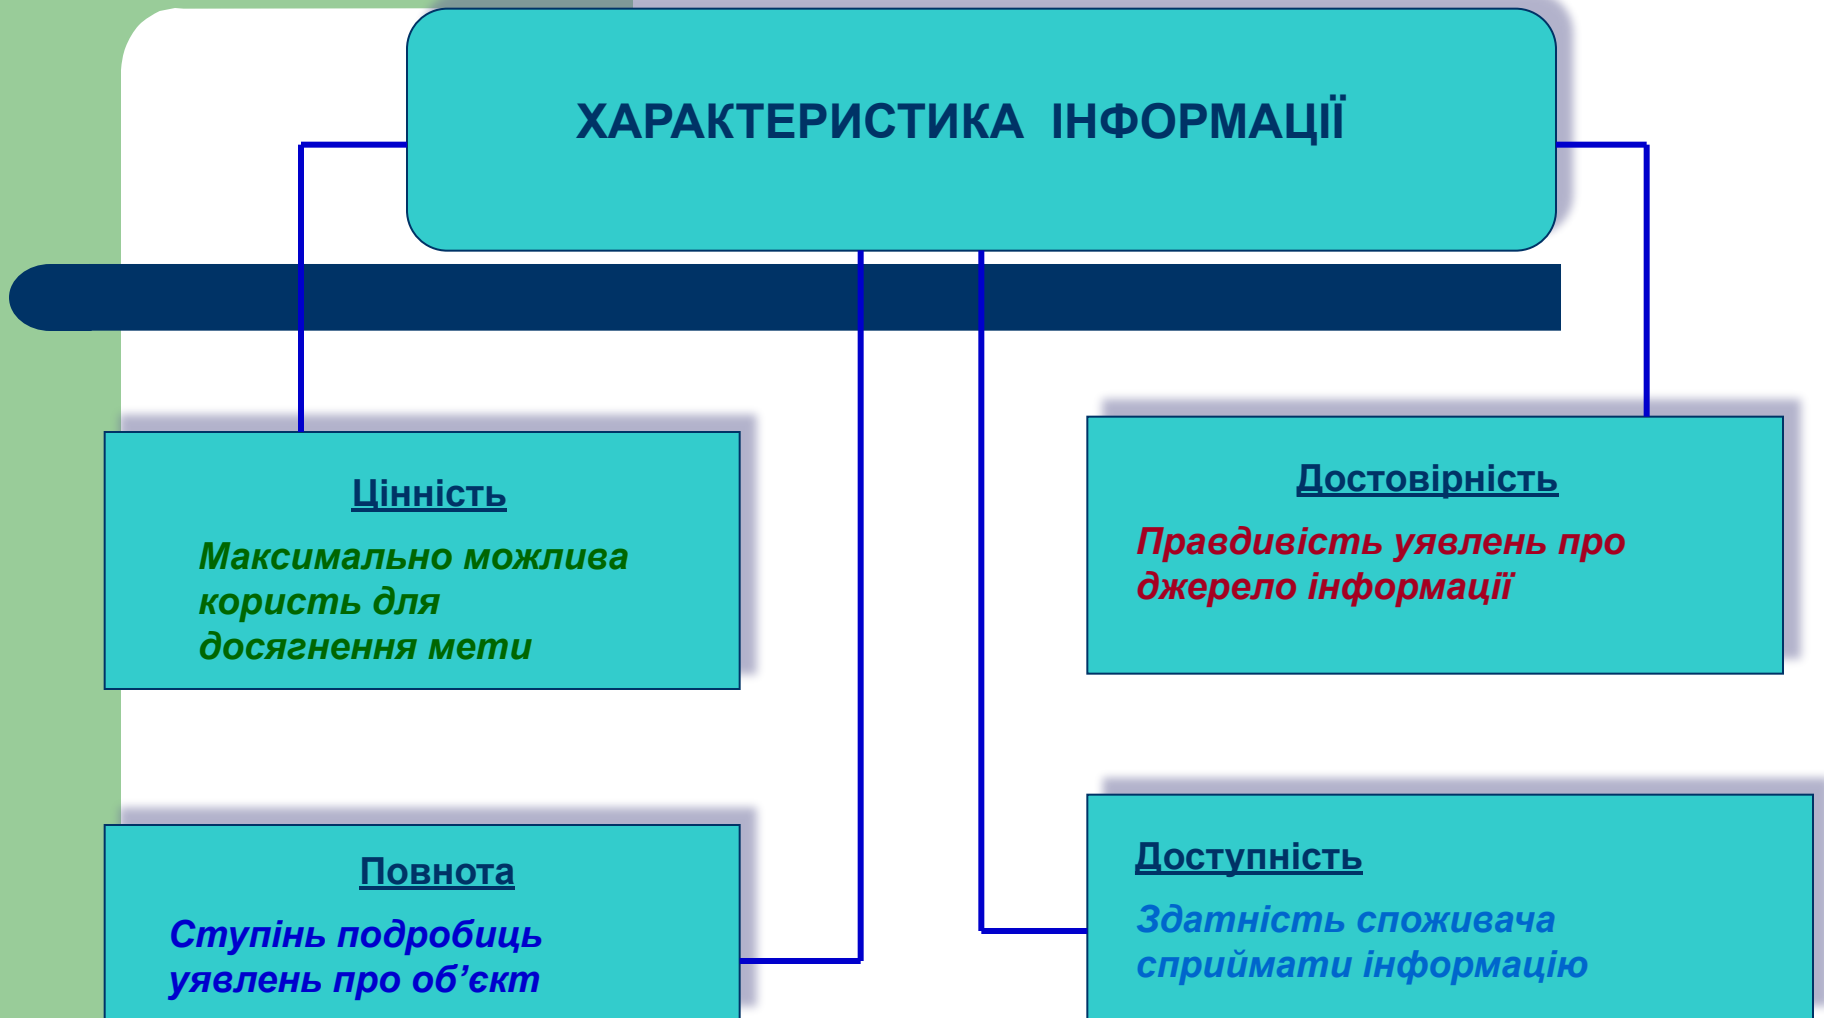 ХАРАКТЕРИСТИКА ІНФОРМАЦІЇ
Цінність
Максимально можлива
користь для
досягнення мети
Достовірність
Правдивість уявлень про
джерело інформації
Повнота
Ступінь подробиць
уявлень про об’єкт
Доступність
Здатність споживача
сприймати інформацію